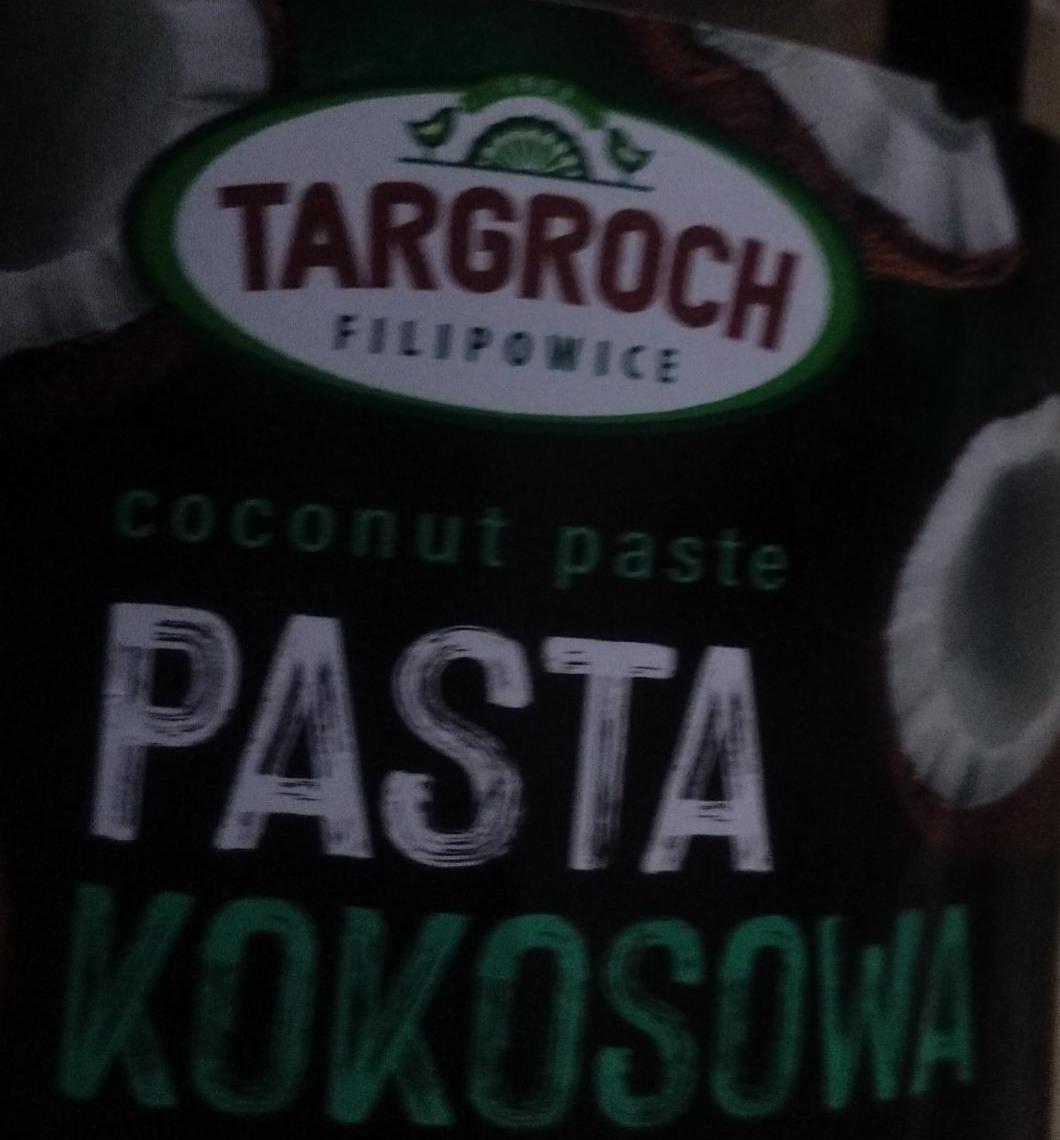 TARGROCH
FILIPOWICE
coconut paste
PASTA
KOKOSOWA